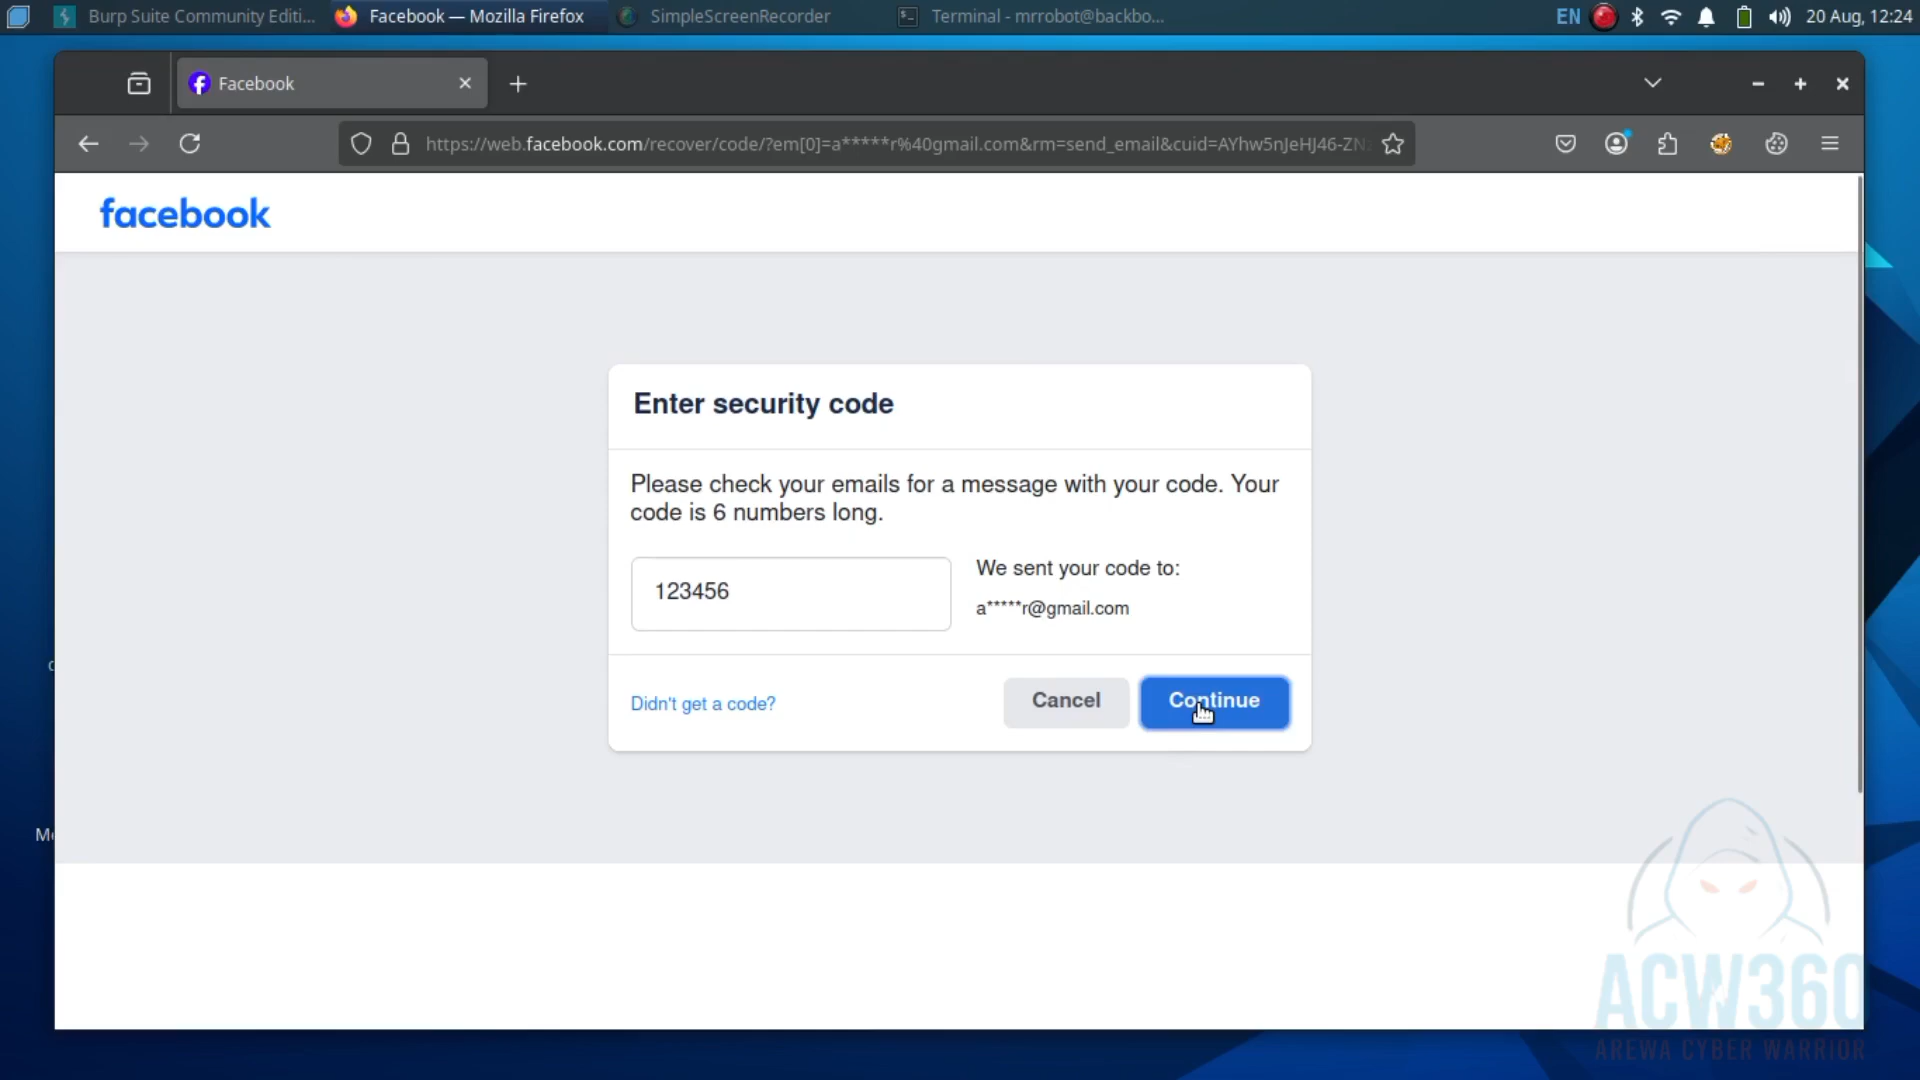 Burp Suite Community Editi...
Facebook — Mozilla Firefox
SimpleScreenRecorder
Terminal - mrrobot@backbo...
EN
20 Aug, 12:24
Facebook
https://web.facebook.com/recover/code/?em[0]=a*****r%40gmail.com&rm=send_email&cuid=AYhw5nJeHJ46-ZN
facebook
Enter security code
Please check your emails for a message with your code. Your
code is 6 numbers long.
123456
We sent your code to:
a*****r@gmail.com
Didn't get a code?
Cancel
Continue
ACW360
AREWA CYBER WARRIOR